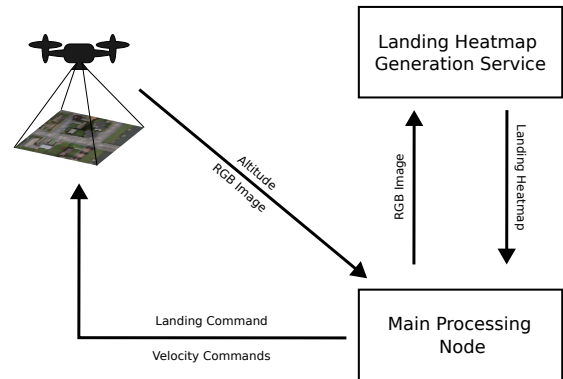 Landing Heatmap
Generation Service
Altitude
RGB Image
RGB Image
Landing Heatmap
Landing Command
Velocity Commands
Main Processing
Node